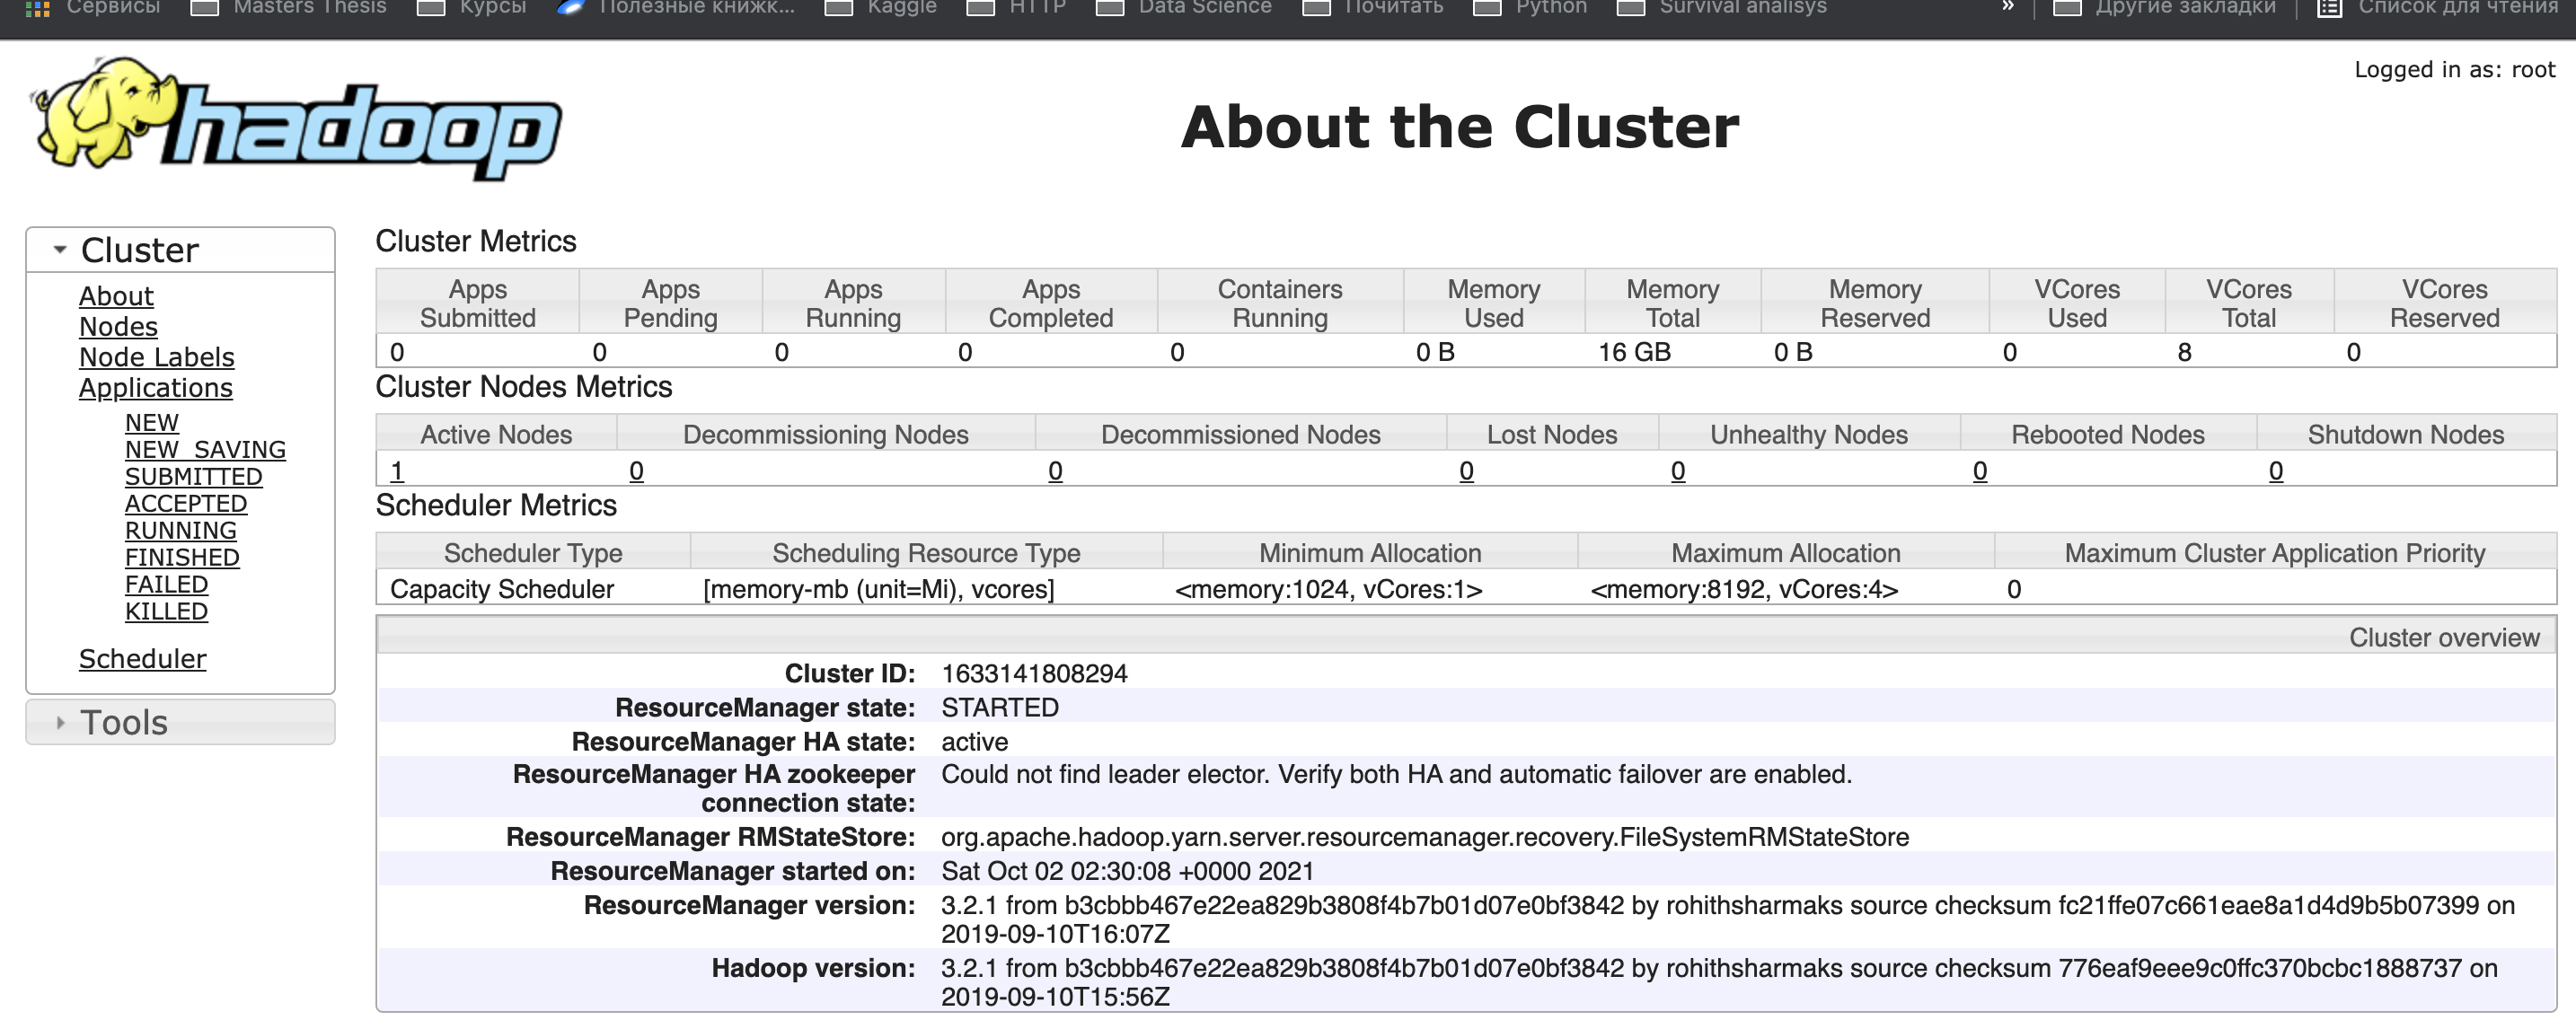 Сервисы Masters Thesis Курсы Полезные книжк... Kaggle HTTP Data Science Почитать Python Survival analisys » Другие закладки Список для чтения
Logged in as: root
hadoop
About the Cluster
Cluster
About
Nodes
Node Labels
Applications
NEW
NEW_SAVING
SUBMITTED
ACCEPTED
RUNNING
FINISHED
FAILED
KILLED
Scheduler
Tools
Cluster Metrics
Apps Submitted Apps Pending Apps Running Apps Completed Containers Running Memory Used Memory Total Memory Reserved VCores Used VCores Total VCores Reserved
0 0 0 0 0 0 B 16 GB 0 B 0 8 0
Cluster Nodes Metrics
Active Nodes Decommissioning Nodes Decommissioned Nodes Lost Nodes Unhealthy Nodes Rebooted Nodes Shutdown Nodes
1 0 0 0 0 0 0
Scheduler Metrics
Scheduler Type Scheduling Resource Type Minimum Allocation Maximum Allocation Maximum Cluster Application Priority
Capacity Scheduler [memory-mb (unit=Mi), vcores] <memory:1024, vCores:1> <memory:8192, vCores:4> 0
Cluster overview
Cluster ID: 1633141808294
ResourceManager state: STARTED
ResourceManager HA state: active
ResourceManager HA zookeeper connection state: Could not find leader elector. Verify both HA and automatic failover are enabled.
ResourceManager RMStateStore: org.apache.hadoop.yarn.server.resourcemanager.recovery.FileSystemRMStateStore
ResourceManager started on: Sat Oct 02 02:30:08 +0000 2021
ResourceManager version: 3.2.1 from b3cbbb467e22ea829b3808f4b7b01d07e0bf3842 by rohithsharmaks source checksum fc21ffe07c661eae8a1d4d9b5b07399 on
2019-09-10T16:07Z
Hadoop version: 3.2.1 from b3cbbb467e22ea829b3808f4b7b01d07e0bf3842 by rohithsharmaks source checksum 776eaf9eee9c0ffc370bcbc1888737 on
2019-09-10T15:56Z